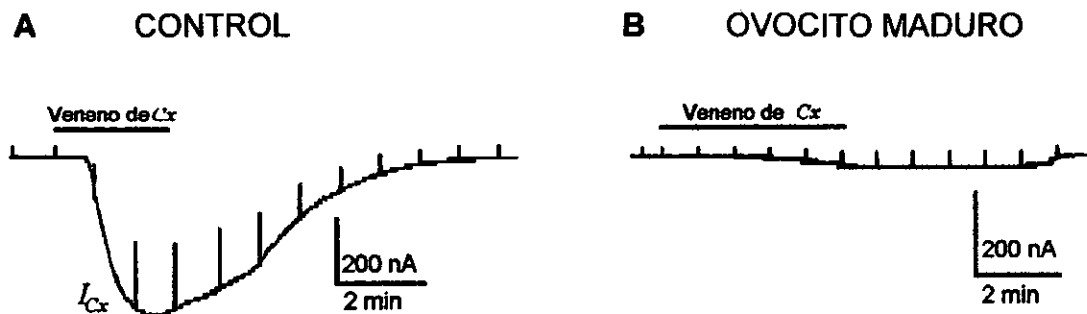 A CONTROL
Veneno de Cx
I_Cx
200 nA
2 min
B OVOCITO MADURO
Veneno de Cx
200 nA
2 min